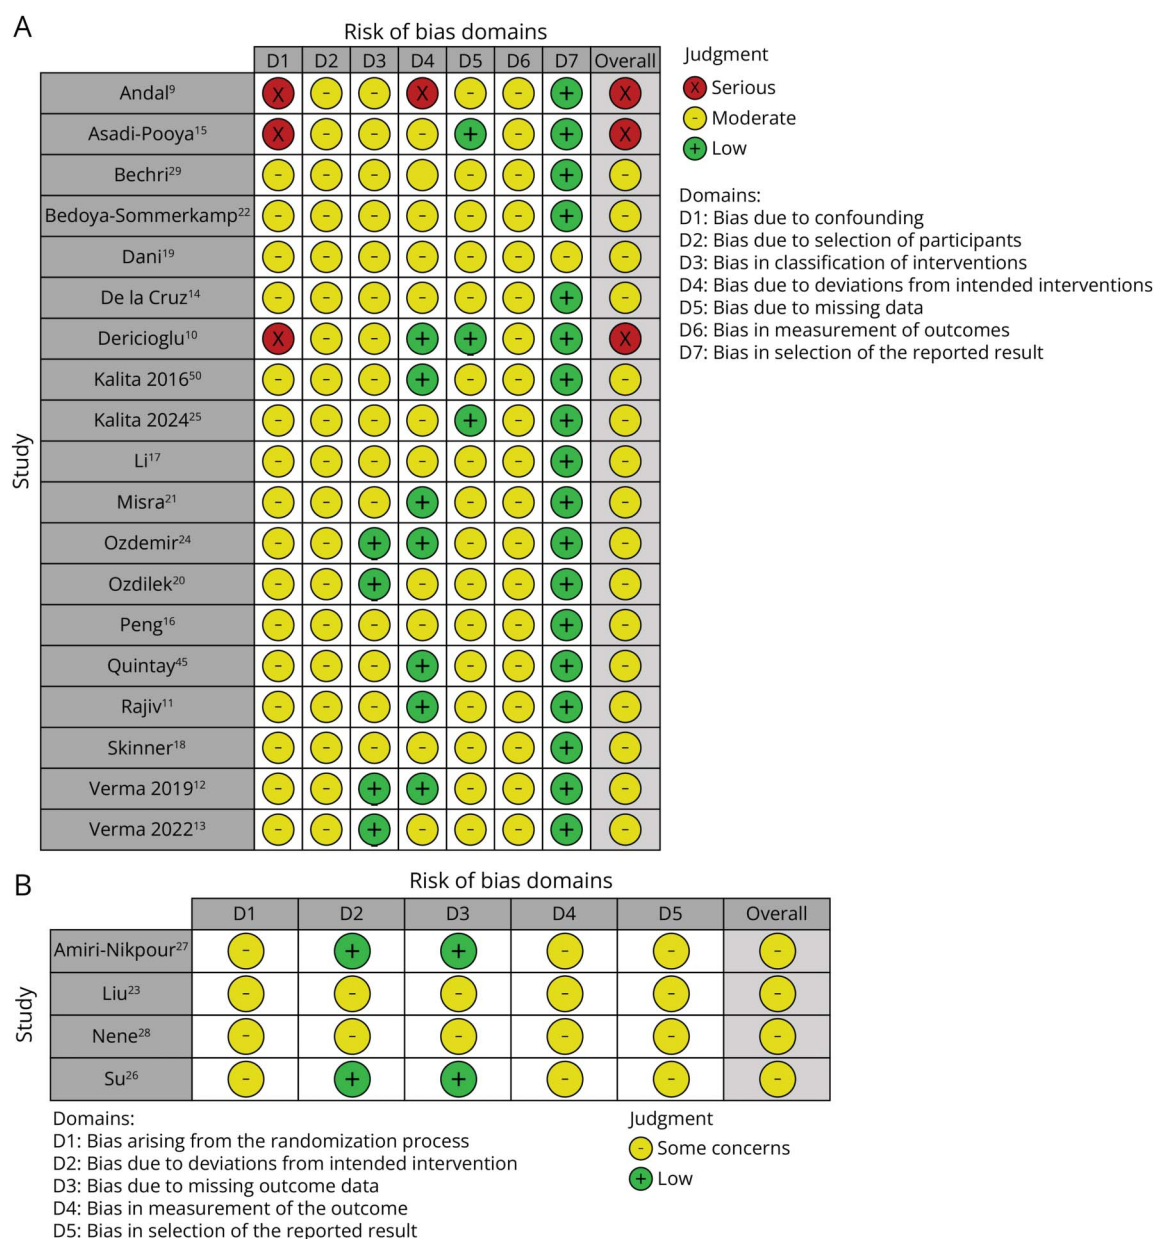 A
Risk of bias domains
D1 D2 D3 D4 D5 D6 D7 Overall
Study
Andal9 X - - X - - + X
Asadi-Pooya15 X - - - + - + X
Bechri29 - - - - - + -
Bedoya-Sommerkamp22 - - - - - - + -
Dani19 - - - - - - - -
De la Cruz14 - - - - - - + -
Dericioglu10 X - - + + - + X
Kalita 201650 - - - + - - + -
Kalita 202425 - - - - + - + -
Li17 - - - - - - + -
Misra21 - - - + - - + -
Ozdemir24 - - + + - - + -
Ozdilek20 - - + - - - + -
Peng16 - - - - - - + -
Quintay45 - - - + - - + -
Rajiv11 - - - + - - + -
Skinner18 - - - - - - + -
Verma 201912 - - + + - - + -
Verma 202213 - - + - - - + -
Judgment
X Serious
- Moderate
+ Low
Domains:
D1: Bias due to confounding
D2: Bias due to selection of participants
D3: Bias in classification of interventions
D4: Bias due to deviations from intended interventions
D5: Bias due to missing data
D6: Bias in measurement of outcomes
D7: Bias in selection of the reported result
B
Risk of bias domains
D1 D2 D3 D4 D5 Overall
Study
Amiri-Nikpour27 - + + - - -
Liu23 - - - - - -
Nene28 - - - - - -
Su26 - + + - - -
Domains:
D1: Bias arising from the randomization process
D2: Bias due to deviations from intended intervention
D3: Bias due to missing outcome data
D4: Bias in measurement of the outcome
D5: Bias in selection of the reported result
Judgment
- Some concerns
+ Low